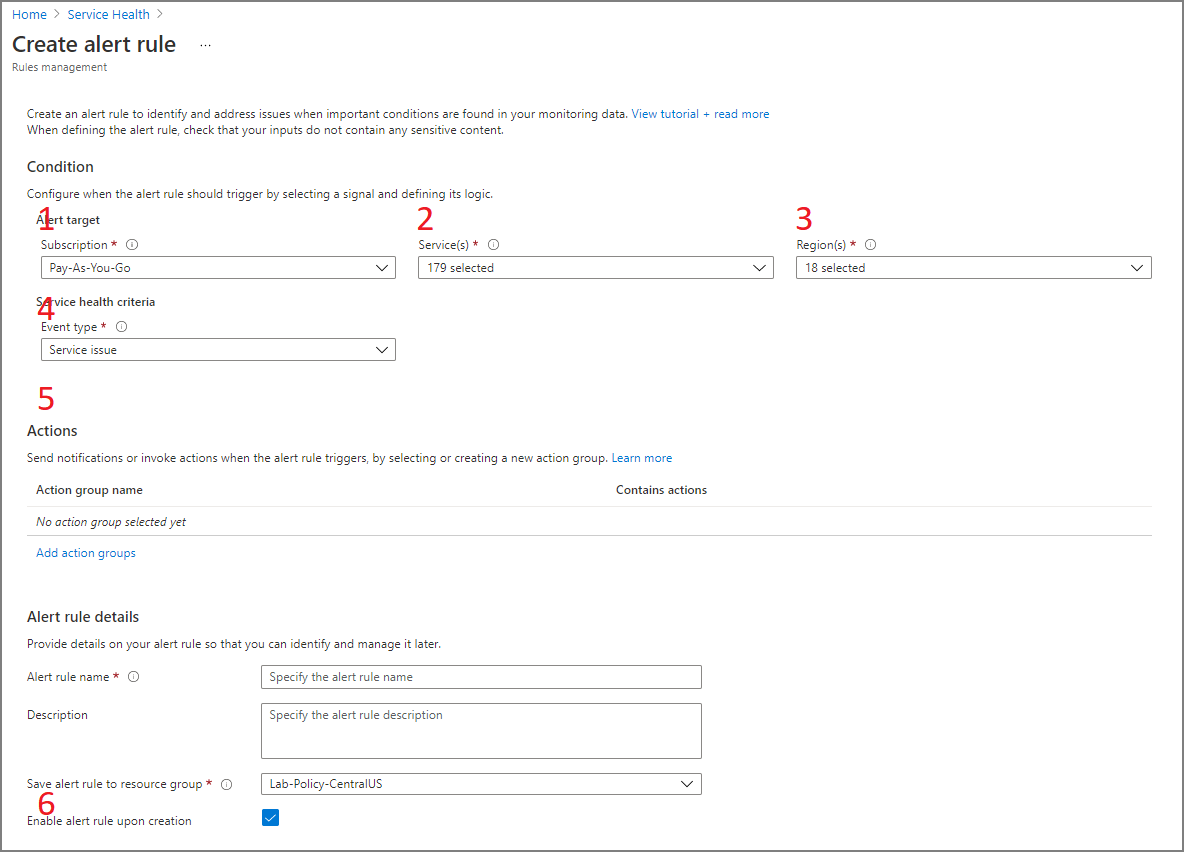 Home > Service Health >
Create alert rule ...
Rules management
Create an alert rule to identify and address issues when important conditions are found in your monitoring data. View tutorial + read more
When defining the alert rule, check that your inputs do not contain any sensitive content.
Condition
Configure when the alert rule should trigger by selecting a signal and defining its logic.
1 2 3
Alert target
Subscription * Service(s) * Region(s) *
Pay-As-You-Go 179 selected 18 selected
Service health criteria
4
Event type *
Service issue
5
Actions
Send notifications or invoke actions when the alert rule triggers, by selecting or creating a new action group. Learn more
Action group name Contains actions
No action group selected yet
Add action groups
Alert rule details
Provide details on your alert rule so that you can identify and manage it later.
Alert rule name * Specify the alert rule name
Description Specify the alert rule description
Save alert rule to resource group * Lab-Policy-CentralUS
6
Enable alert rule upon creation